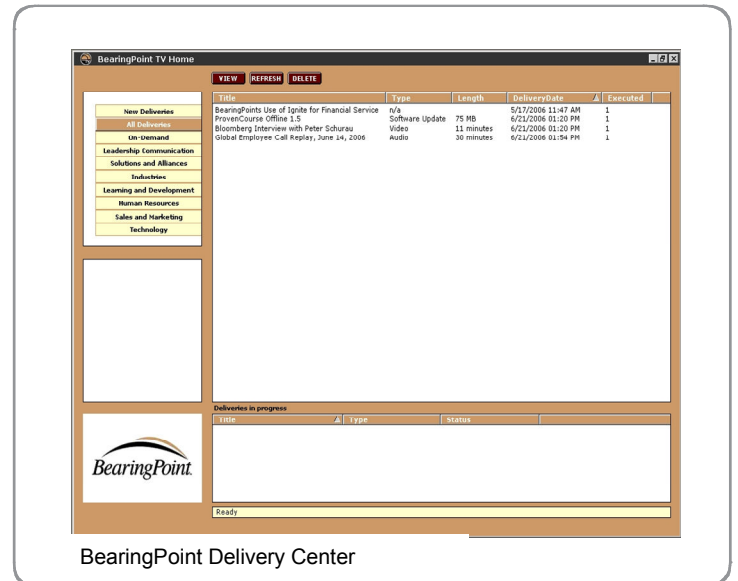 BearingPoint TV Home
VIEW REFRESH DELETE
New Deliveries
All Deliveries
On-Demand
Leadership Communication
Solutions and Alliances
Industries
Learning and Development
Human Resources
Sales and Marketing
Technology
Title Type Length DeliveryDate Executed
BearingPoints Use of Ignite for Financial Service n/a 5/17/2006 11:47 AM 1
ProvenCourse Offline 1.5 Software Update 75 MB 6/21/2006 01:20 PM 1
Bloomberg Interview with Peter Schurau Video 11 minutes 6/21/2006 01:20 PM 1
Global Employee Call Replay, June 14, 2006 Audio 30 minutes 6/21/2006 01:54 PM 1
Deliveries in progress
Title Type Status
BearingPoint.
Ready
BearingPoint Delivery Center